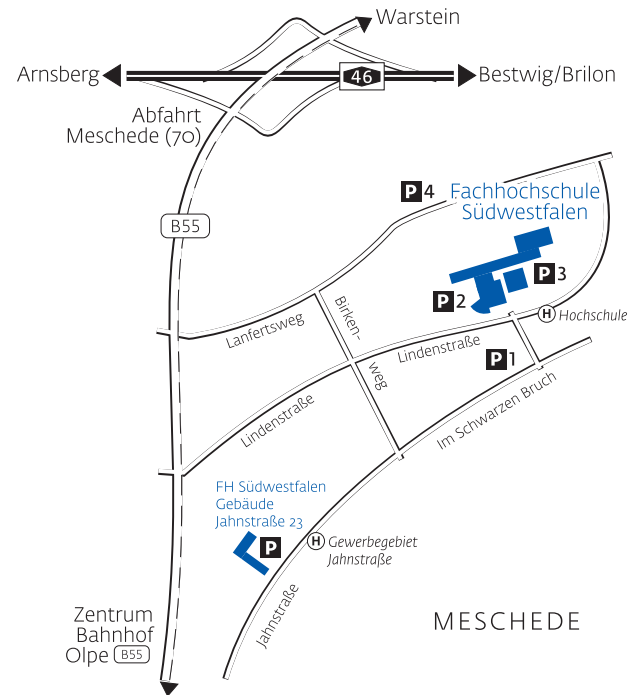 Warstein
Arnsberg
46
Bestwig/Brilon
Abfahrt
Meschede (70)
B55
P 4
Fachhochschule
Südwestfalen
P 3
P 2
H Hochschule
Birken-
weg
Lanfertsweg
Lindenstraße
P 1
Lindenstraße
Im Schwarzen Bruch
FH Südwestfalen
Gebäude
Jahnstraße 23
P
H Gewerbegebiet
Jahnstraße
Jahnstraße
Zentrum
Bahnhof
Olpe B55
MESCHEDE